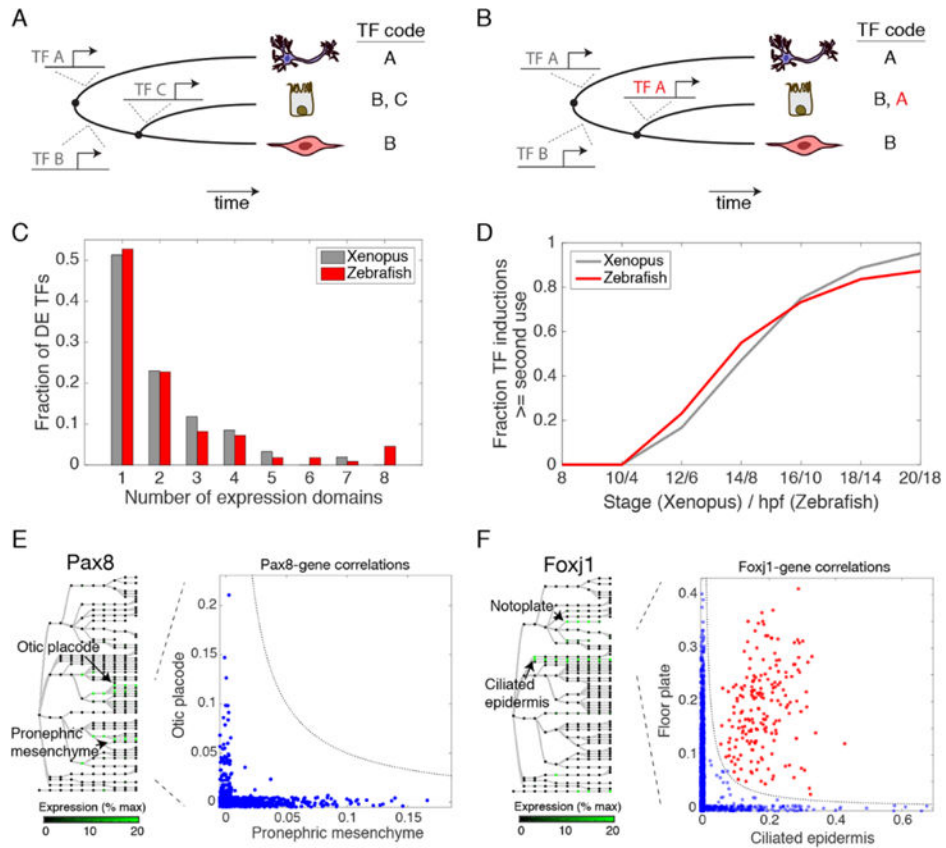 A
TF code
TF A
A
TF C
B, C
TF B
B
time
B
TF code
TF A
A
TF A
B, A
TF B
B
time
C
Xenopus
Zebrafish
Fraction of DE TFs
0.5
0.4
0.3
0.2
0.1
0
1 2 3 4 5 6 7 8
Number of expression domains
D
Xenopus
Zebrafish
Fraction TF inductions
>= second use
1
0.8
0.6
0.4
0.2
0
8 10/4 12/6 14/8 16/10 18/14 20/18
Stage (Xenopus) / hpf (Zebrafish)
E
Pax8
Otic placode
Pronephric
mesenchyme
Expression (% max)
0 10 20
Pax8-gene correlations
Otic placode
0.2
0.15
0.1
0.05
0
0 0.05 0.1 0.15
Pronephric mesenchyme
F
Foxj1
Notoplate
Ciliated
epidermis
Expression (% max)
0 10 20
Foxj1-gene correlations
Floor plate
0.4
0.3
0.2
0.1
0
0 0.2 0.4 0.6
Ciliated epidermis